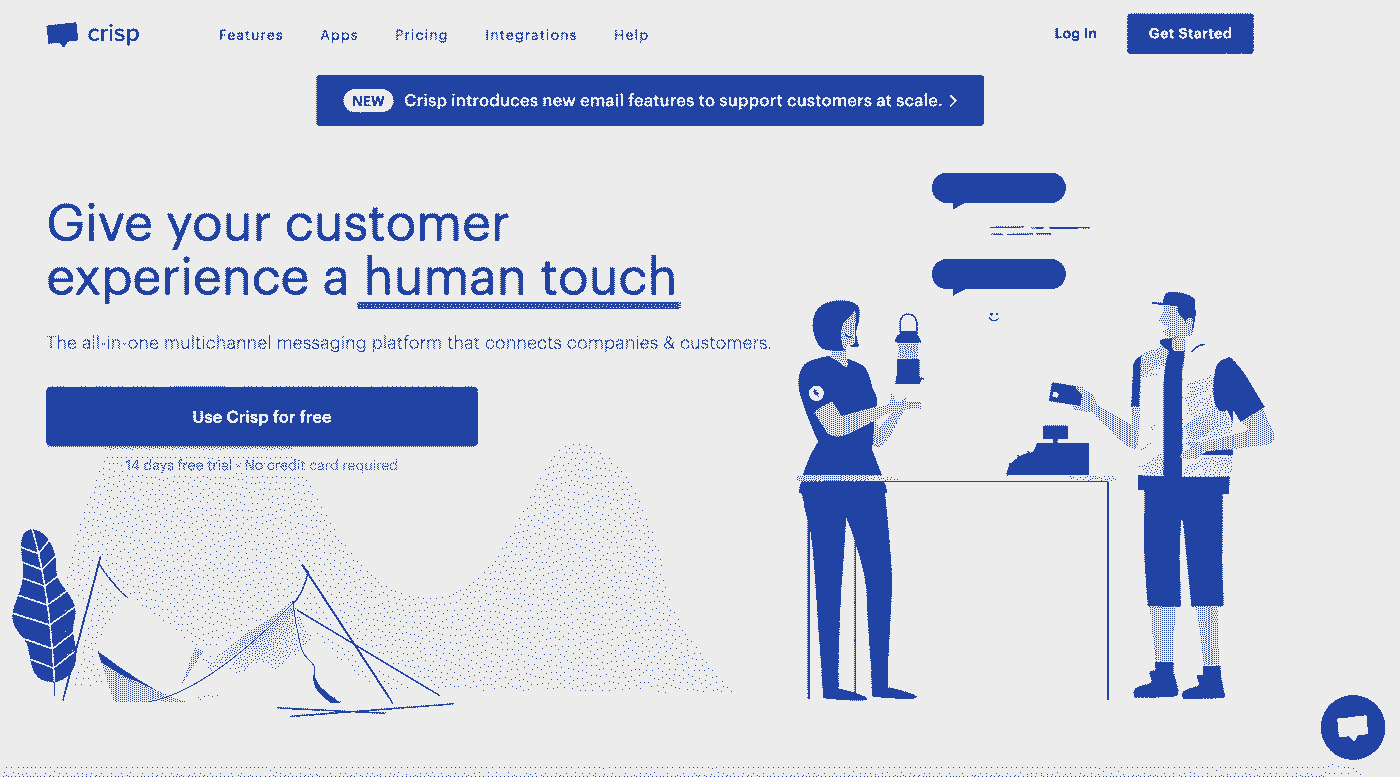 crisp
Features Apps Pricing Integrations Help
Log In
Get Started
NEW Crisp introduces new email features to support customers at scale.
Give your customer
experience a human touch
The all-in-one multichannel messaging platform that connects companies & customers.
Use Crisp for free
14 days free trial - No credit card required